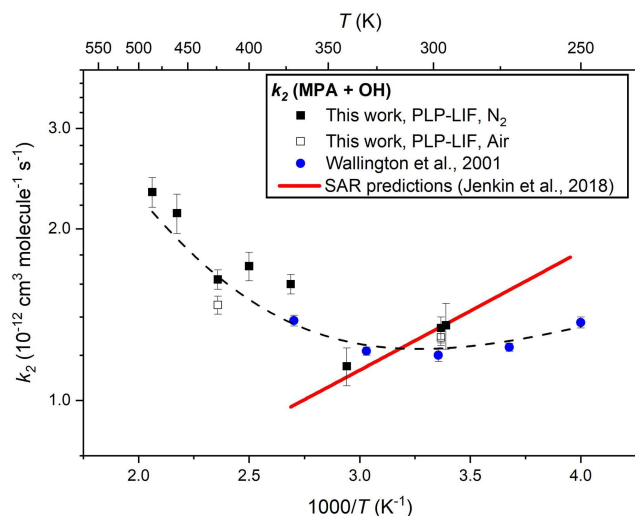 T (K)
550 500 450 400 350 300 250
k2 (MPA + OH)
This work, PLP-LIF, N2
This work, PLP-LIF, Air
Wallington et al., 2001
SAR predictions (Jenkin et al., 2018)
3.0
2.0
1.0
k2 (10-12 cm3 molecule-1 s-1)
2.0 2.5 3.0 3.5 4.0
1000/T (K-1)